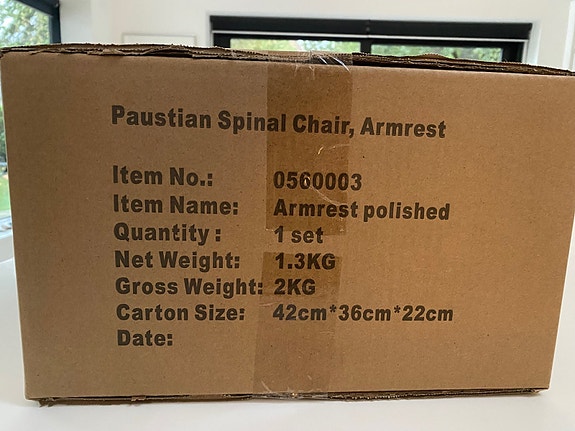 Paustian Spinal Chair, Armrest
Item No.: 0560003
Item Name: Armrest polished
Quantity : 1 set
Net Weight: 1.3KG
Gross Weight: 2KG
Carton Size: 42cm*36cm*22cm
Date: